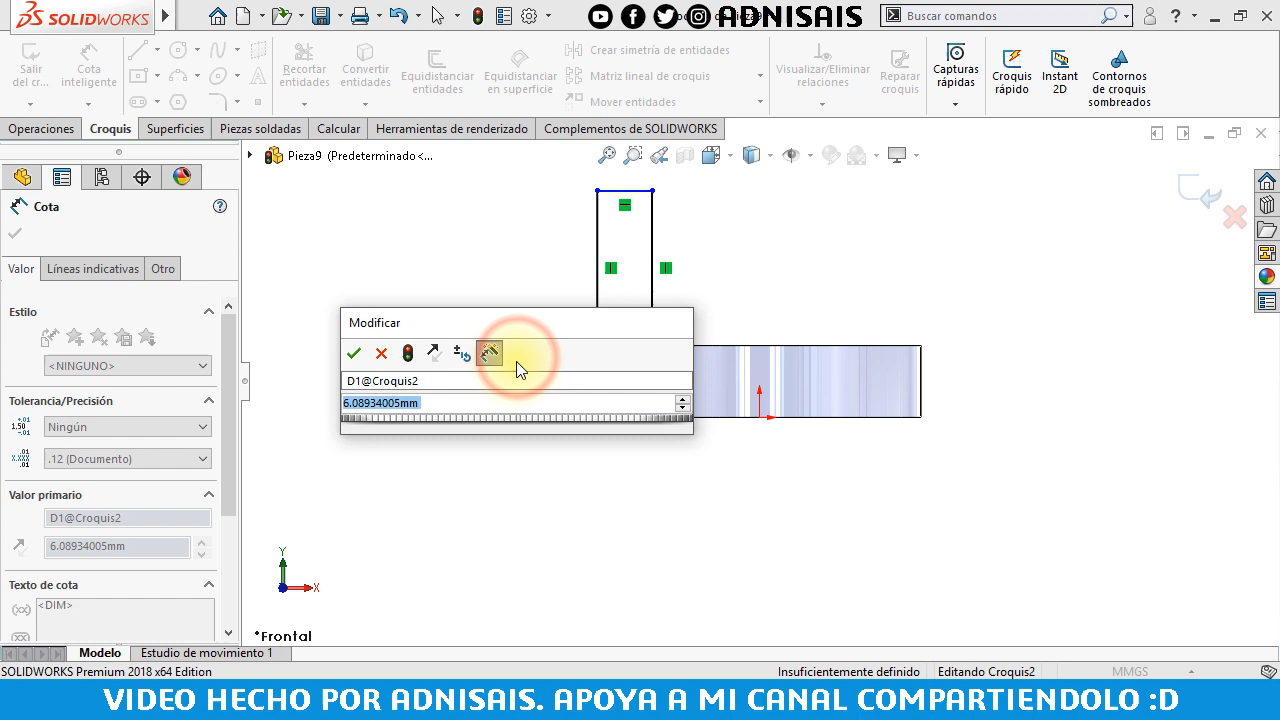 SOLIDWORKS
ADNISAIS
Buscar comandos
Salir
del cr...
Cota
inteligente
Recortar
entidades
Convertir
entidades
Equidistanciar
entidades
Equidistanciar
en superficie
Crear simetría de entidades
Matriz lineal de croquis
Mover entidades
Visualizar/Eliminar
relaciones
Reparar
croquis
Capturas
rápidas
Croquis
rápido
Instant
2D
Contornos
de croquis
sombreados
Operaciones
Croquis
Superficies
Piezas soldadas
Calcular
Herramientas de renderizado
Complementos de SOLIDWORKS
Pieza9 (Predeterminado<...
Cota
Valor
Líneas indicativas
Otro
Estilo
<NINGUNO>
Tolerancia/Precisión
Ningún
.12 (Documento)
Valor primario
D1@Croquis2
6.08934005mm
Texto de cota
<DIM>
Modificar
D1@Croquis2
6.08934005mm
Y
X
*Frontal
Modelo
Estudio de movimiento 1
SOLIDWORKS Premium 2018 x64 Edition
Insuficientemente definido
Editando Croquis2
MMGS
VIDEO HECHO POR ADNISAIS. APOYA A MI CANAL COMPARTIENDOLO :D